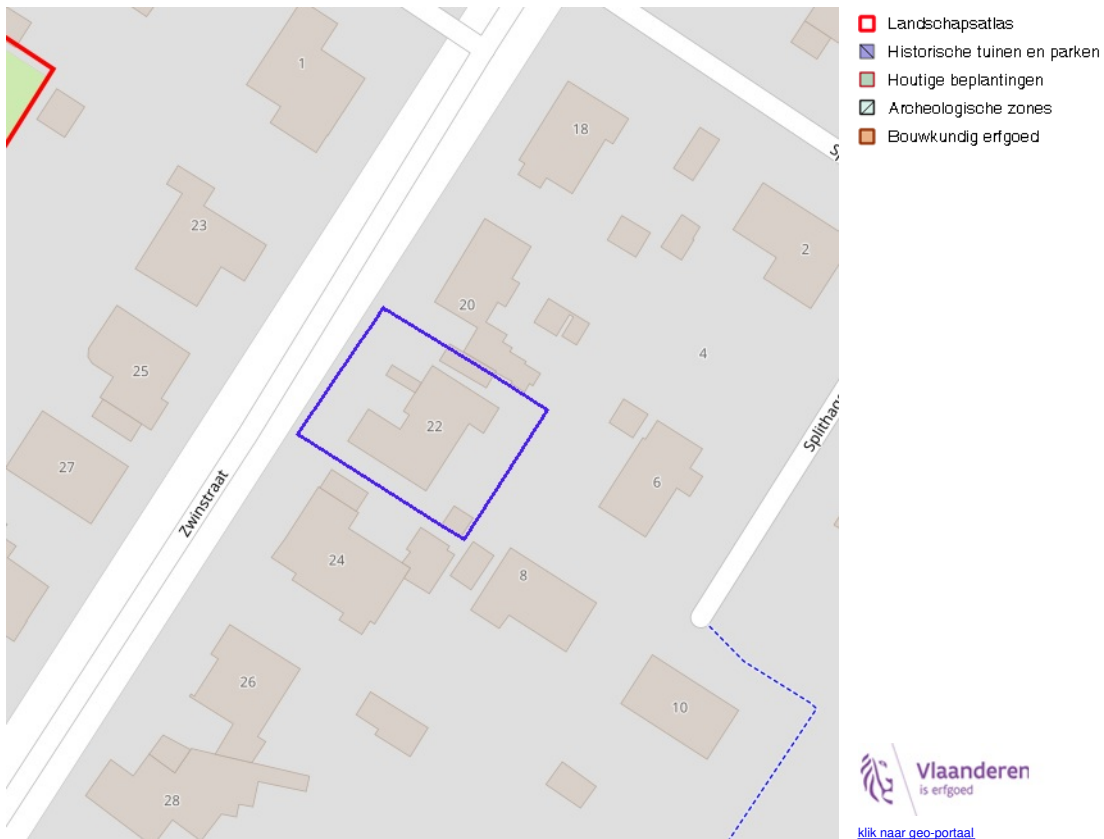 Landschapsatlas
Historische tuinen en parken
Houtige beplantingen
Archeologische zones
Bouwkundig erfgoed
1
18
23
2
20
4
25
22
27
6
Zwinstraat
24
8
26
10
28
Vlaanderen
is erfgoed
klik naar geo-portaal